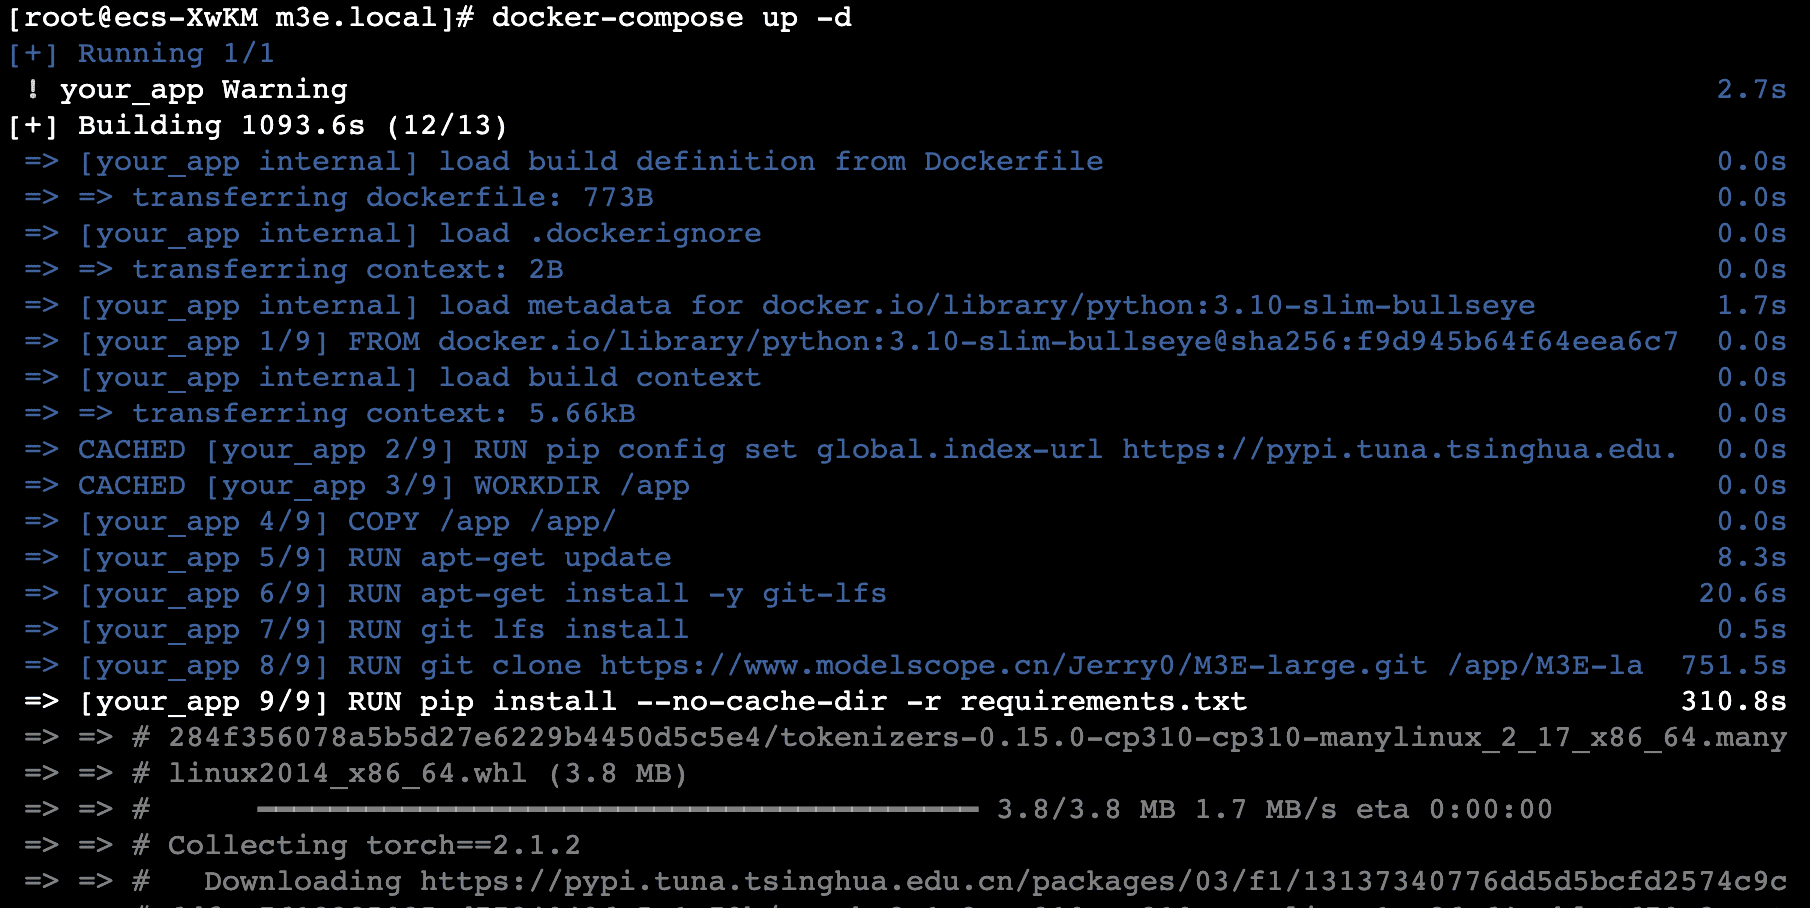 [root@ecs-XwKM m3e.local]# docker-compose up -d
[+] Running 1/1
! your_app Warning 2.7s
[+] Building 1093.6s (12/13)
=> [your_app internal] load build definition from Dockerfile 0.0s
=> => transferring dockerfile: 773B 0.0s
=> [your_app internal] load .dockerignore 0.0s
=> => transferring context: 2B 0.0s
=> [your_app internal] load metadata for docker.io/library/python:3.10-slim-bullseye 1.7s
=> [your_app 1/9] FROM docker.io/library/python:3.10-slim-bullseye@sha256:f9d945b64f64eea6c7 0.0s
=> [your_app internal] load build context 0.0s
=> => transferring context: 5.66kB 0.0s
=> CACHED [your_app 2/9] RUN pip config set global.index-url https://pypi.tuna.tsinghua.edu. 0.0s
=> CACHED [your_app 3/9] WORKDIR /app 0.0s
=> [your_app 4/9] COPY /app /app/ 0.0s
=> [your_app 5/9] RUN apt-get update 8.3s
=> [your_app 6/9] RUN apt-get install -y git-lfs 20.6s
=> [your_app 7/9] RUN git lfs install 0.5s
=> [your_app 8/9] RUN git clone https://www.modelscope.cn/Jerry0/M3E-large.git /app/M3E-la 751.5s
=> [your_app 9/9] RUN pip install --no-cache-dir -r requirements.txt 310.8s
=> => # 284f356078a5b5d27e6229b4450d5c5e4/tokenizers-0.15.0-cp310-cp310-manylinux_2_17_x86_64.many
=> => # linux2014_x86_64.whl (3.8 MB)
=> => # ━━━━━━━━━━━━━━━━━━━━━━━━━━━━━━━━━━━━━━━━ 3.8/3.8 MB 1.7 MB/s eta 0:00:00
=> => # Collecting torch==2.1.2
=> => # Downloading https://pypi.tuna.tsinghua.edu.cn/packages/03/f1/13137340776dd5d5bcfd2574c9c